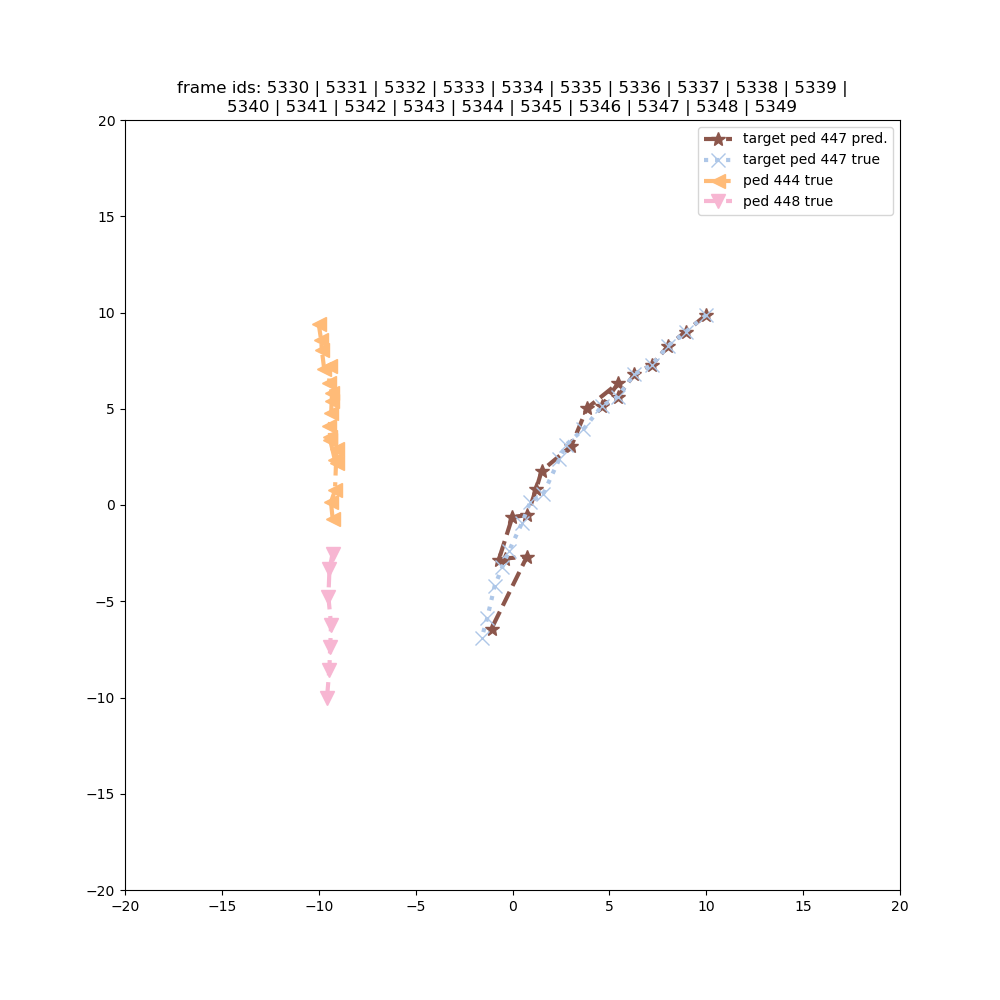 frame ids: 5330 | 5331 | 5332 | 5333 | 5334 | 5335 | 5336 | 5337 | 5338 | 5339 |
5340 | 5341 | 5342 | 5343 | 5344 | 5345 | 5346 | 5347 | 5348 | 5349
target ped 447 pred.
target ped 447 true
ped 444 true
ped 448 true
20
15
10
5
0
−5
−10
−15
−20
−20 −15 −10 −5 0 5 10 15 20